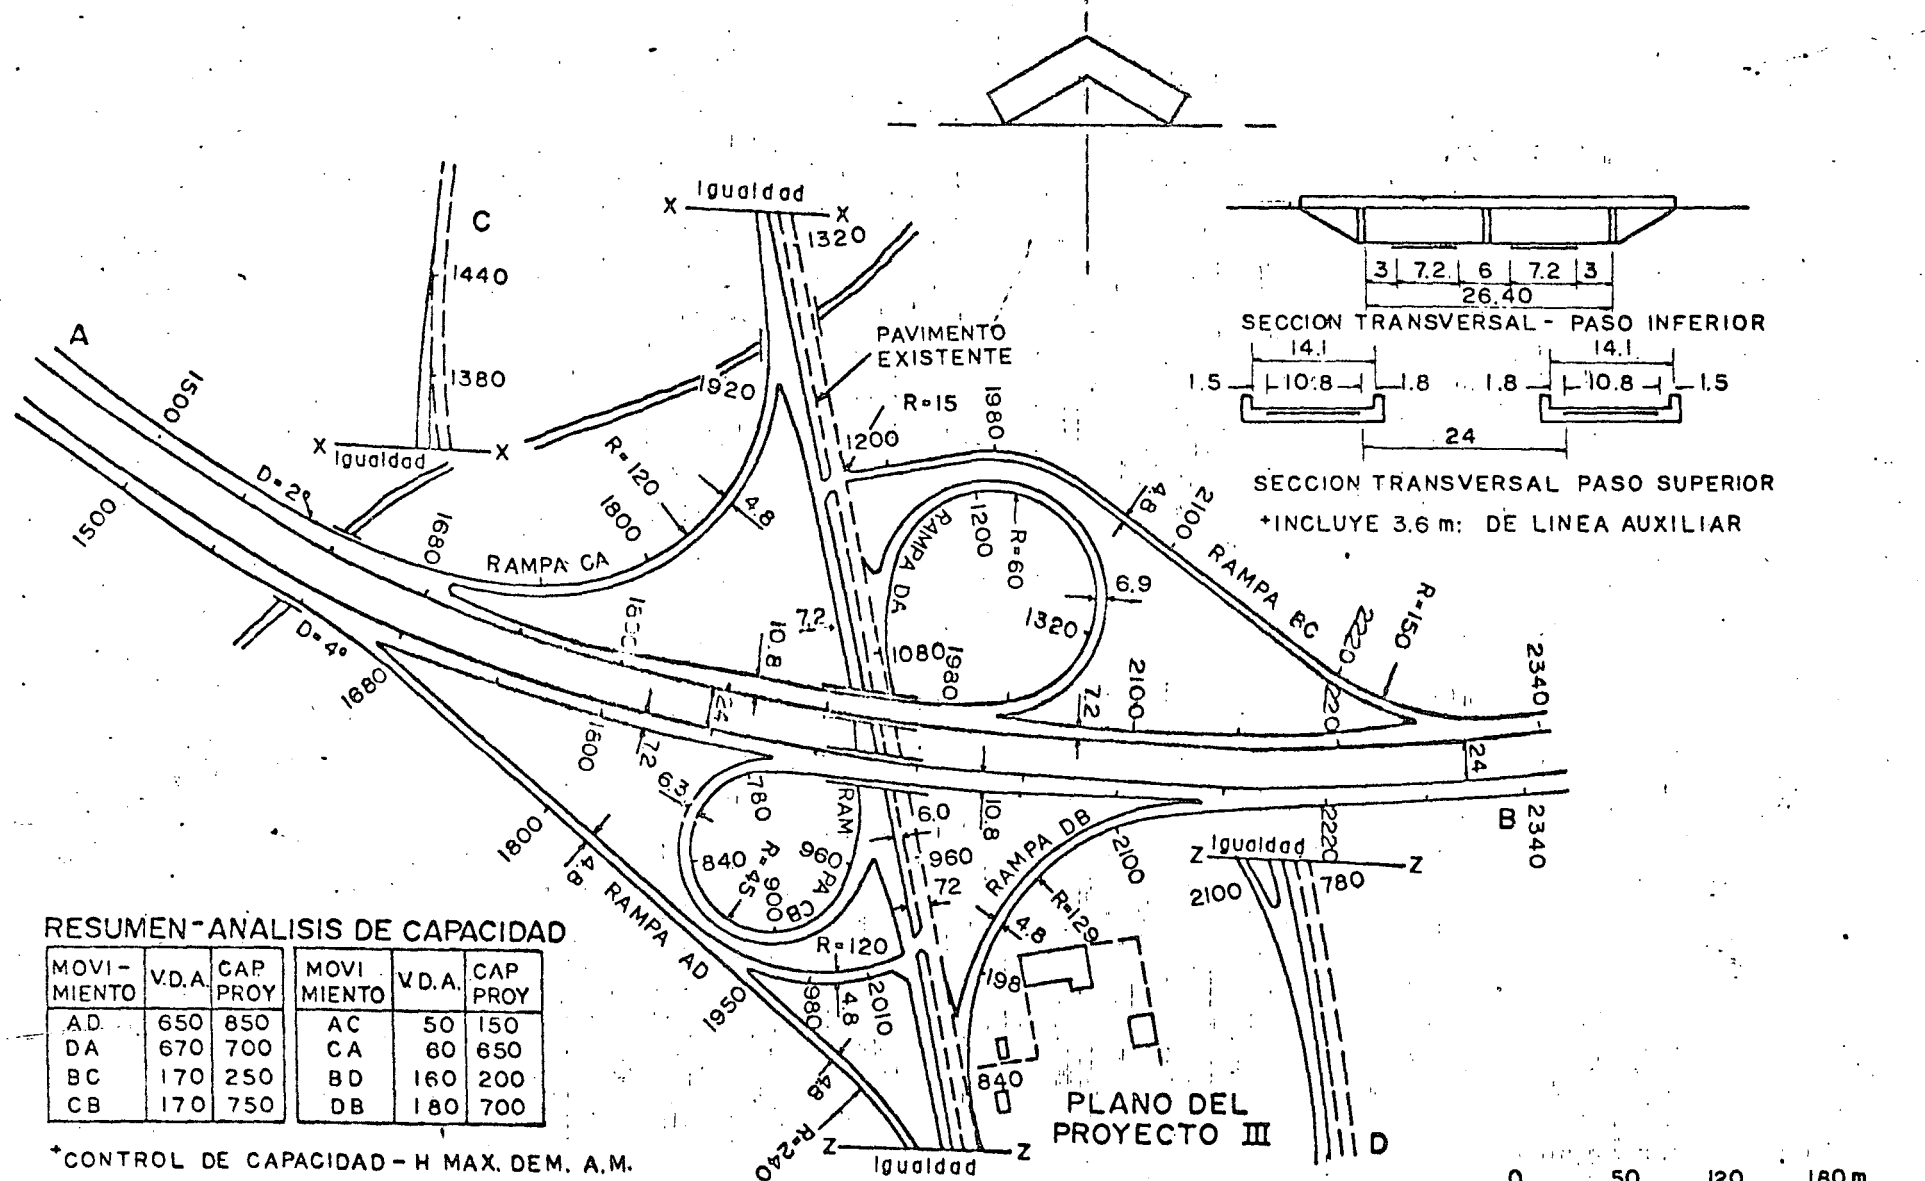 Igualdad
X X
1320
C
1440
1380
X Igualdad X
A
1500
1500
D=2º
D=4º
1680
1680
RAMPA CA
R=120
1800
4.8
1920
PAVIMENTO
EXISTENTE
R=15
1200
1980
RAMPA DA
1200
R=60
1320
6.9
1080
1980
4.8
2100
RAMPA BC
2220
R=150
2340
7.2
10.8
24
7.2
2100
24
1800
7.2
6.3
780
840
R=45
900
960
RAM
PA CB
6.0
960
72
10.8
RAMPA DB
2100
R=129
4.8
198
840
B
2220
2340
1800
4.8
RAMPA AD
R=120
1980
4.8
2010
1950
4.8
R=240
Z Z
Igualdad
Z Igualdad Z
2100
780
D
3 7.2 6 7.2 3
26.40
SECCION TRANSVERSAL - PASO INFERIOR
14.1 14.1
1.5 10.8 1.8 1.8 10.8 1.5
24
SECCION TRANSVERSAL PASO SUPERIOR
+INCLUYE 3.6 m: DE LINEA AUXILIAR
RESUMEN-ANALISIS DE CAPACIDAD
MOVI-MIENTO V.D.A. CAP PROY MOVI MIENTO V.D.A. CAP PROY
A.D. 650 850 AC 50 150
DA 670 700 CA 60 650
BC 170 250 BD 160 200
CB 170 750 DB 180 700
+CONTROL DE CAPACIDAD - H MAX. DEM. A.M.
PLANO DEL
PROYECTO III
0 50 120 180 m